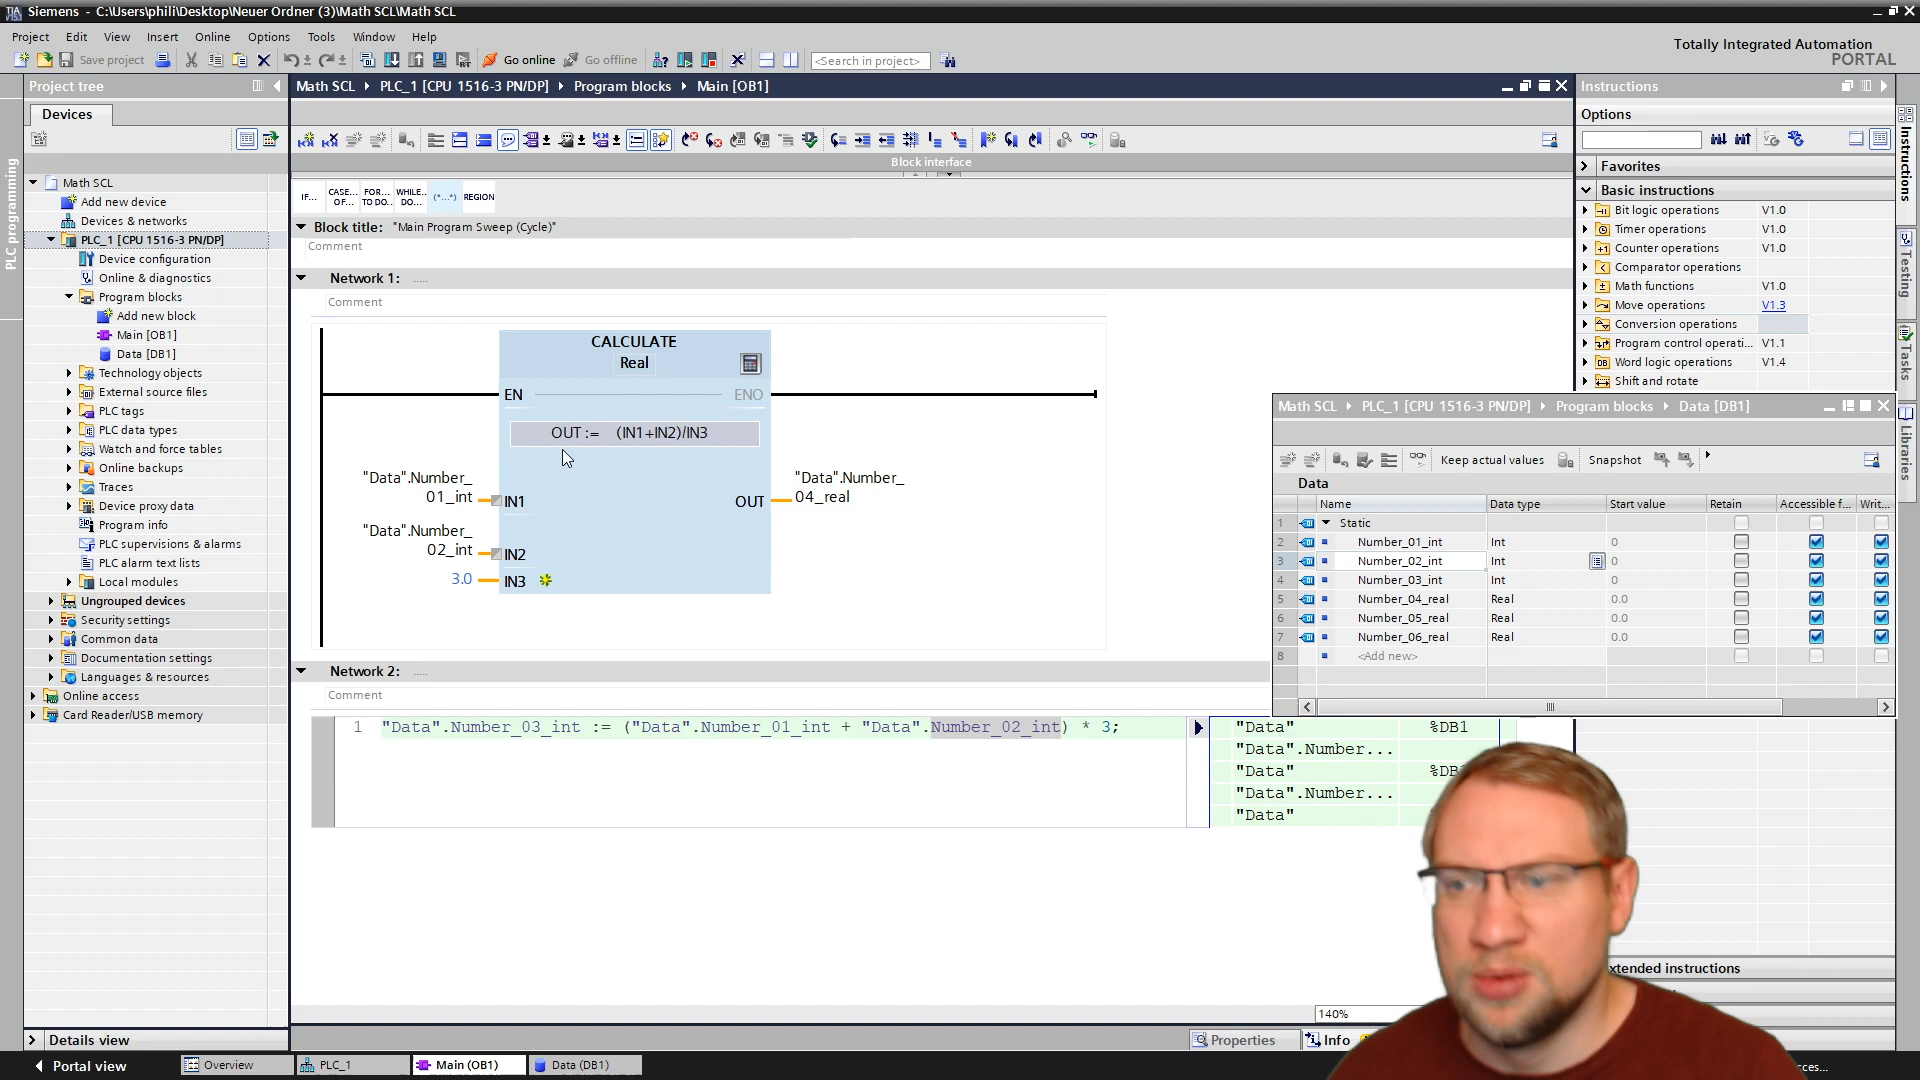 Siemens - C:\Users\phili\Desktop\Neuer Ordner (3)\Math SCL\Math SCL
Project Edit View Insert Online Options Tools Window Help
Totally Integrated Automation
PORTAL
Save project
Go online
Go offline
<Search in project>
Project tree
Math SCL PLC_1 [CPU 1516-3 PN/DP] Program blocks Main [OB1]
Instructions
Devices
Options
PLC programming
Block interface
Favorites
Basic instructions
Bit logic operations V1.0
Timer operations V1.0
Counter operations V1.0
Comparator operations
Math functions V1.0
Move operations V1.3
Conversion operations
Program control operati... V1.1
Word logic operations V1.4
Shift and rotate
Instructions
Testing
Tasks
Libraries
Math SCL
Add new device
Devices & networks
PLC_1 [CPU 1516-3 PN/DP]
Device configuration
Online & diagnostics
Program blocks
Add new block
Main [OB1]
Data [DB1]
Technology objects
External source files
PLC tags
PLC data types
Watch and force tables
Online backups
Traces
Device proxy data
Program info
PLC supervisions & alarms
PLC alarm text lists
Local modules
Ungrouped devices
Security settings
Common data
Documentation settings
Languages & resources
Online access
Card Reader/USB memory
IF...
CASE... OF...
FOR... TO DO...
WHILE... DO...
(*...*)
REGION
Block title: "Main Program Sweep (Cycle)"
Comment
Network 1: .....
Comment
CALCULATE
Real
EN ENO
OUT := (IN1+IN2)/IN3
"Data".Number_
01_int IN1
"Data".Number_
02_int IN2
3.0 IN3
OUT
"Data".Number_
04_real
Network 2: .....
Comment
1 "Data".Number_03_int := ("Data".Number_01_int + "Data".Number_02_int) * 3;
"Data" %DB1
"Data".Number...
"Data" %DB
"Data".Number...
"Data"
Math SCL PLC_1 [CPU 1516-3 PN/DP] Program blocks Data [DB1]
Keep actual values Snapshot
Data
Name Data type Start value Retain Accessible f... Writ...
1 Static
2 Number_01_int Int 0
3 Number_02_int Int 0
4 Number_03_int Int 0
5 Number_04_real Real 0.0
6 Number_05_real Real 0.0
7 Number_06_real Real 0.0
8 <Add new>
xtended instructions
140%
Properties Info
Details view
Portal view Overview PLC_1 Main (OB1) Data (DB1)
cces...